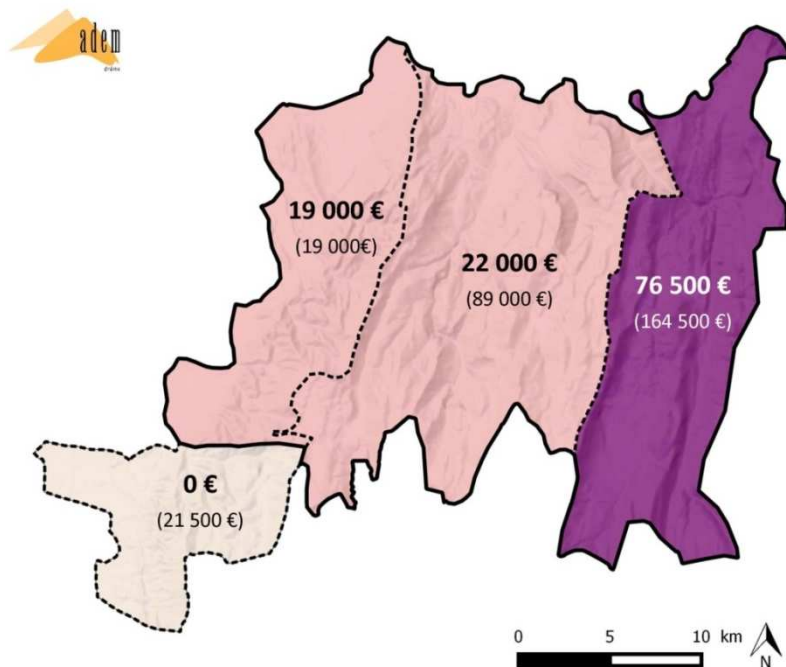 adem
drôme
19 000 €
(19 000€)
22 000 €
(89 000 €)
76 500 €
(164 500 €)
0 €
(21 500 €)
0 5 10 km
N